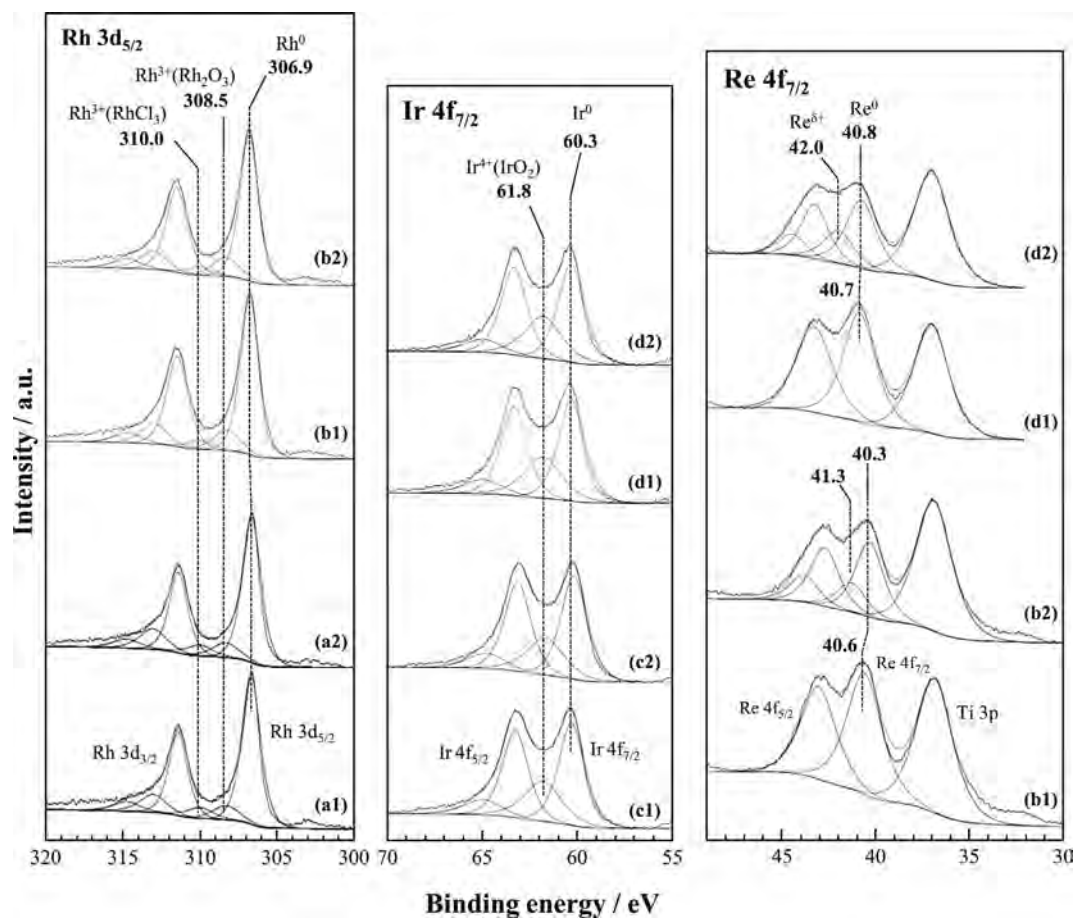 Intensity / a.u.
Rh 3d5/2
Rh⁰
306.9
Rh³⁺(Rh₂O₃)
308.5
Rh³⁺(RhCl₃)
310.0
(b2)
(b1)
(a2)
Rh 3d3/2
Rh 3d5/2
(a1)
320 315 310 305 300
Ir 4f7/2
Ir⁰
60.3
Ir⁴⁺(IrO₂)
61.8
(d2)
(d1)
(c2)
Ir 4f5/2
Ir 4f7/2
(c1)
70 65 60 55
Re 4f7/2
Reᵟ⁺
42.0
Re⁰
40.8
(d2)
40.7
(d1)
41.3
40.3
(b2)
40.6
Re 4f7/2
Re 4f5/2
Ti 3p
(b1)
45 40 35 30
Binding energy / eV